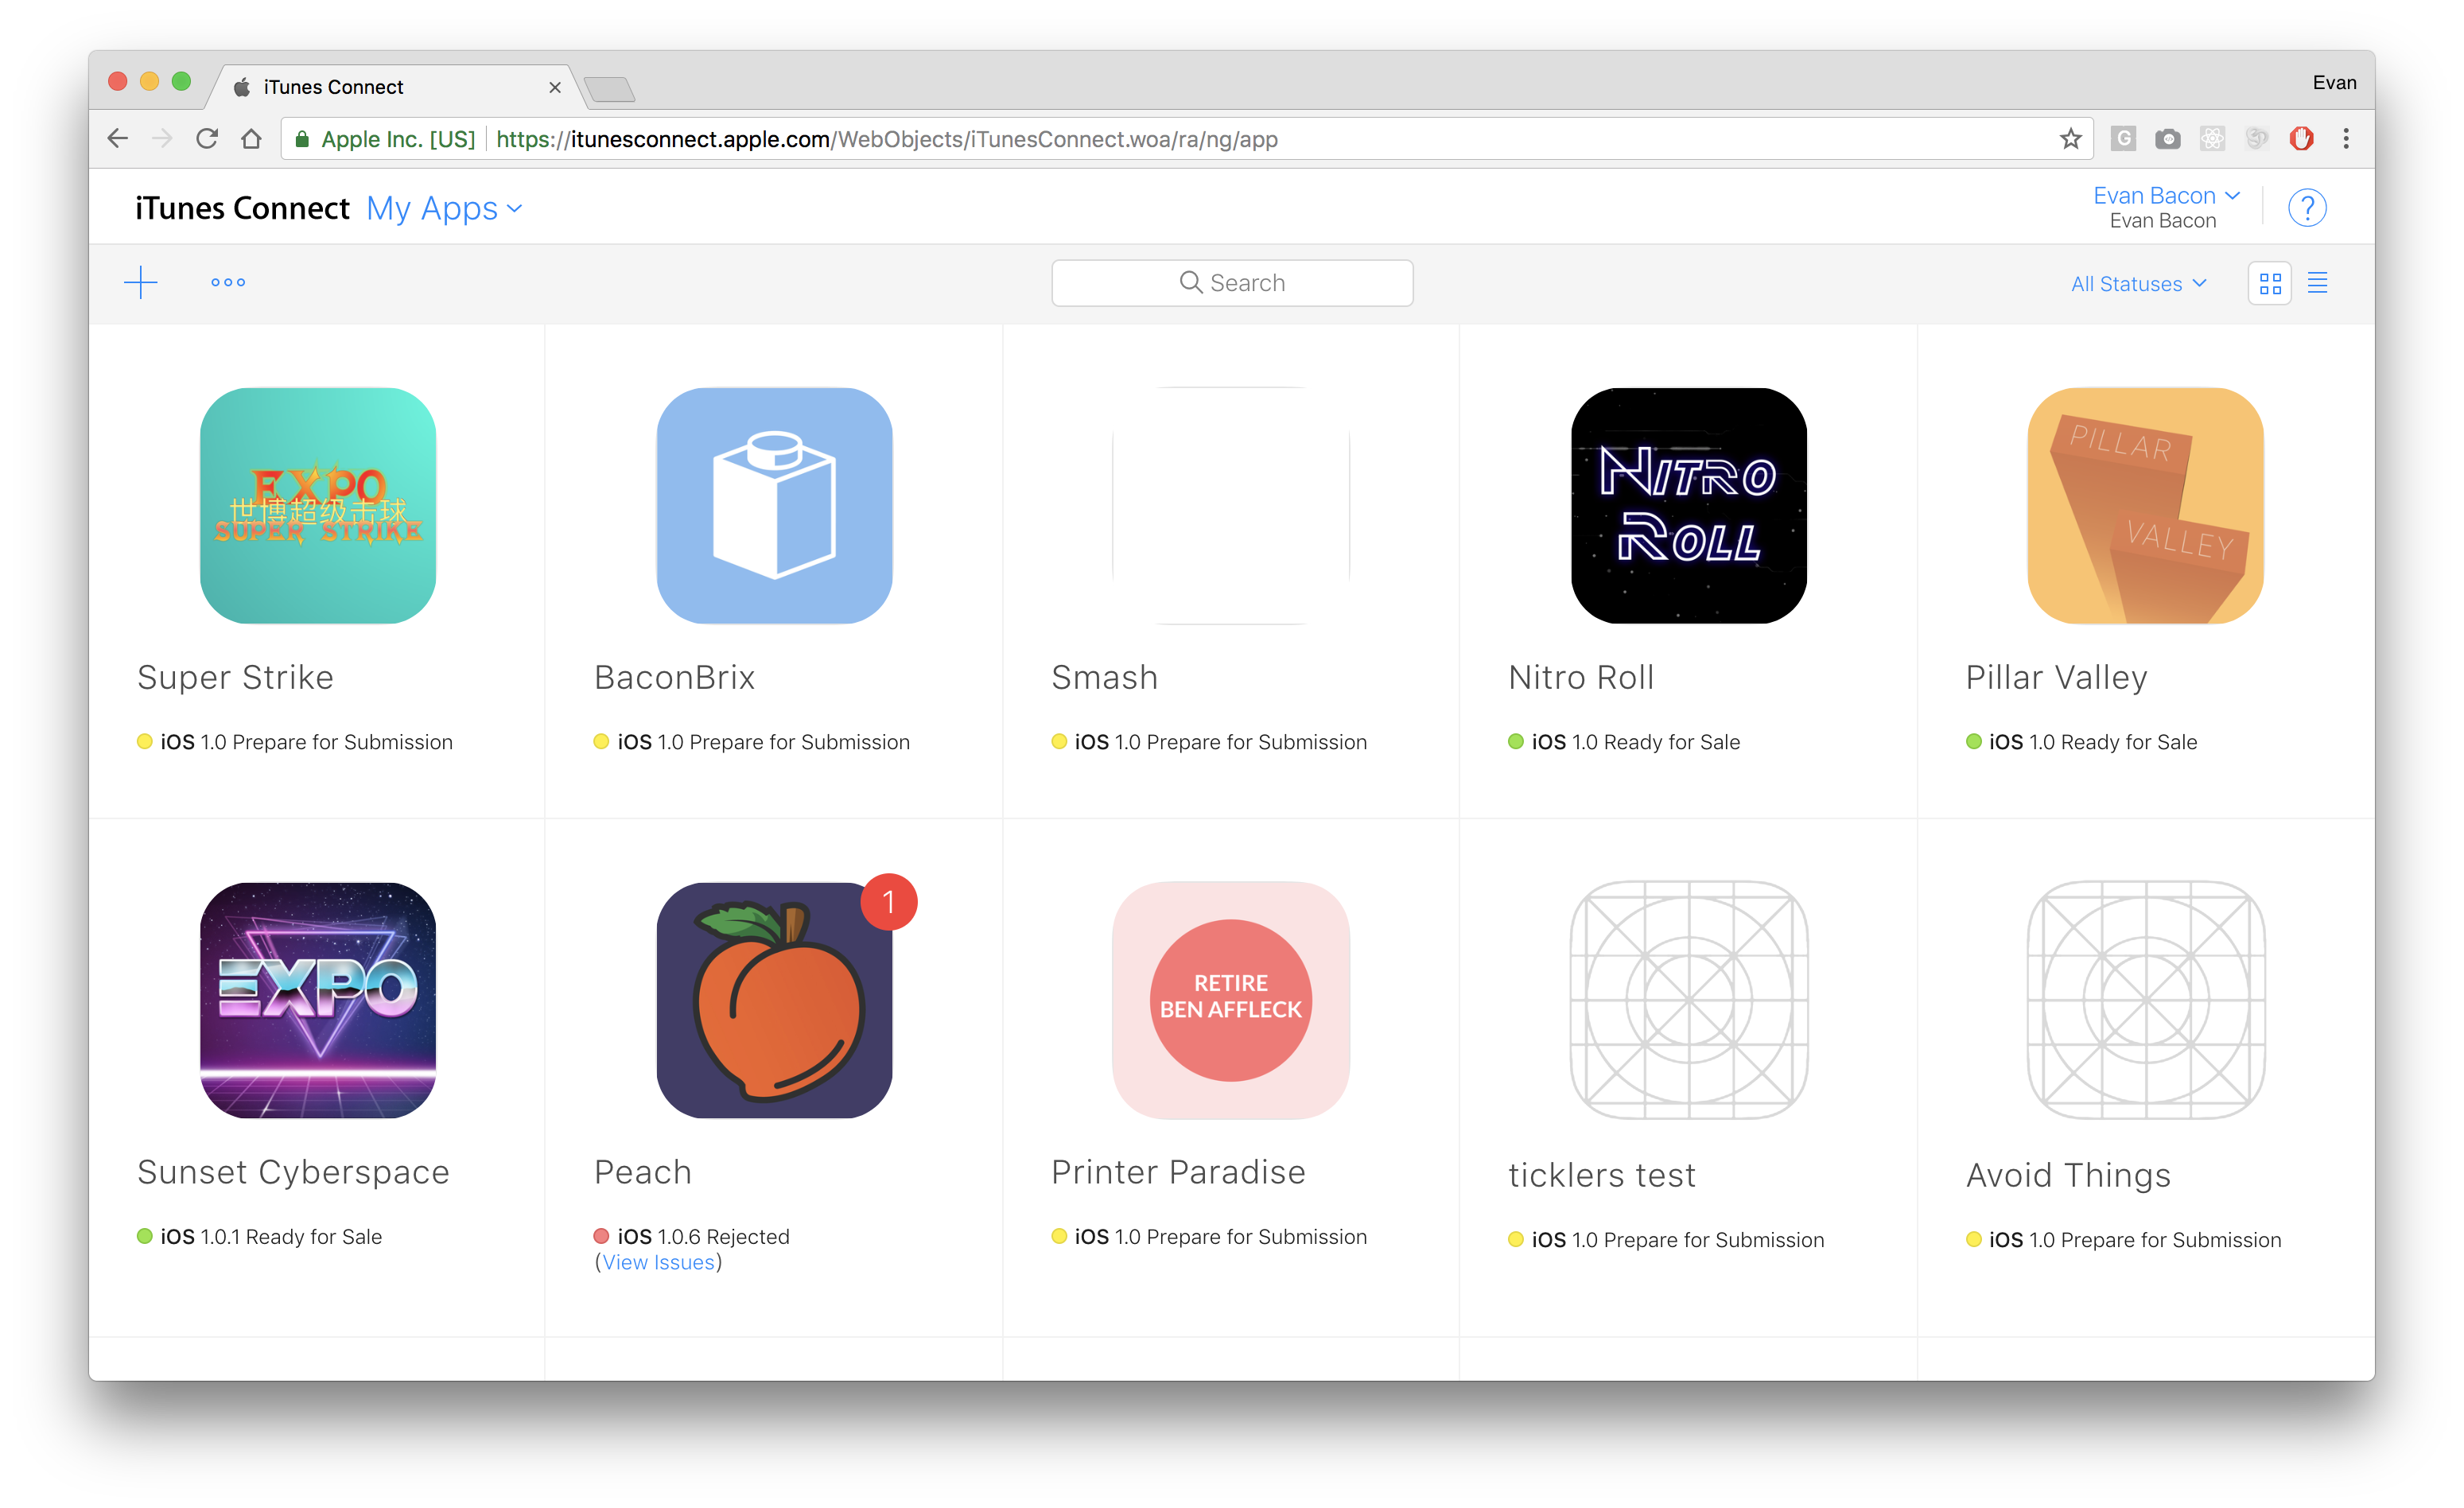 iTunes Connect
Evan
Apple Inc. [US]
https://itunesconnect.apple.com/WebObjects/iTunesConnect.woa/ra/ng/app
iTunes Connect My Apps
Evan Bacon
Evan Bacon
?
Search
All Statuses
EXPO
世博超级击球
SUPER STRIKE
NITRO
ROLL
PILLAR
VALLEY
Super Strike
BaconBrix
Smash
Nitro Roll
Pillar Valley
iOS 1.0 Prepare for Submission
iOS 1.0 Prepare for Submission
iOS 1.0 Prepare for Submission
iOS 1.0 Ready for Sale
iOS 1.0 Ready for Sale
EXPO
1
RETIRE
BEN AFFLECK
Sunset Cyberspace
Peach
Printer Paradise
ticklers test
Avoid Things
iOS 1.0.1 Ready for Sale
iOS 1.0.6 Rejected
(View Issues)
iOS 1.0 Prepare for Submission
iOS 1.0 Prepare for Submission
iOS 1.0 Prepare for Submission